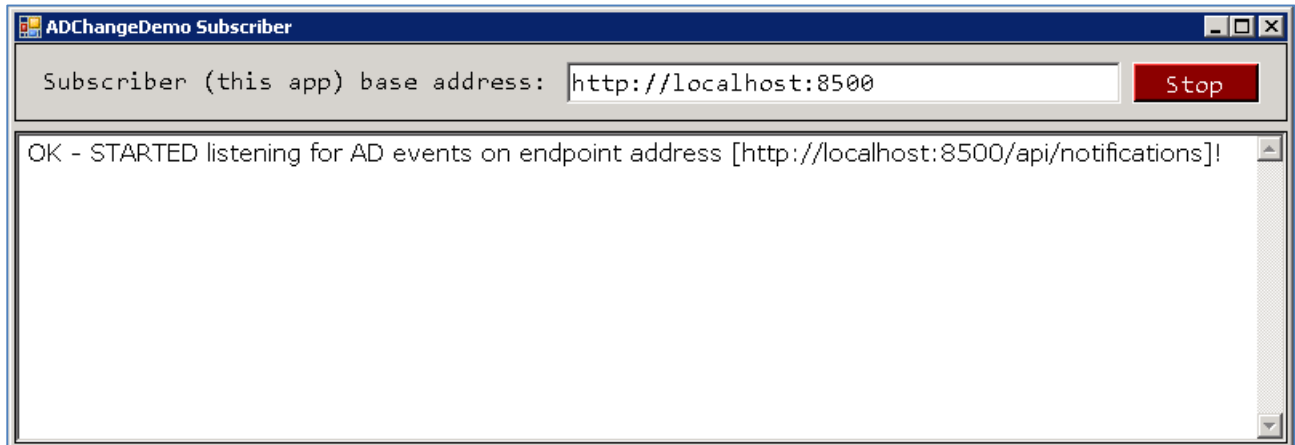 ADChangeDemo Subscriber
Subscriber (this app) base address: http://localhost:8500 Stop
OK - STARTED listening for AD events on endpoint address [http://localhost:8500/api/notifications]!